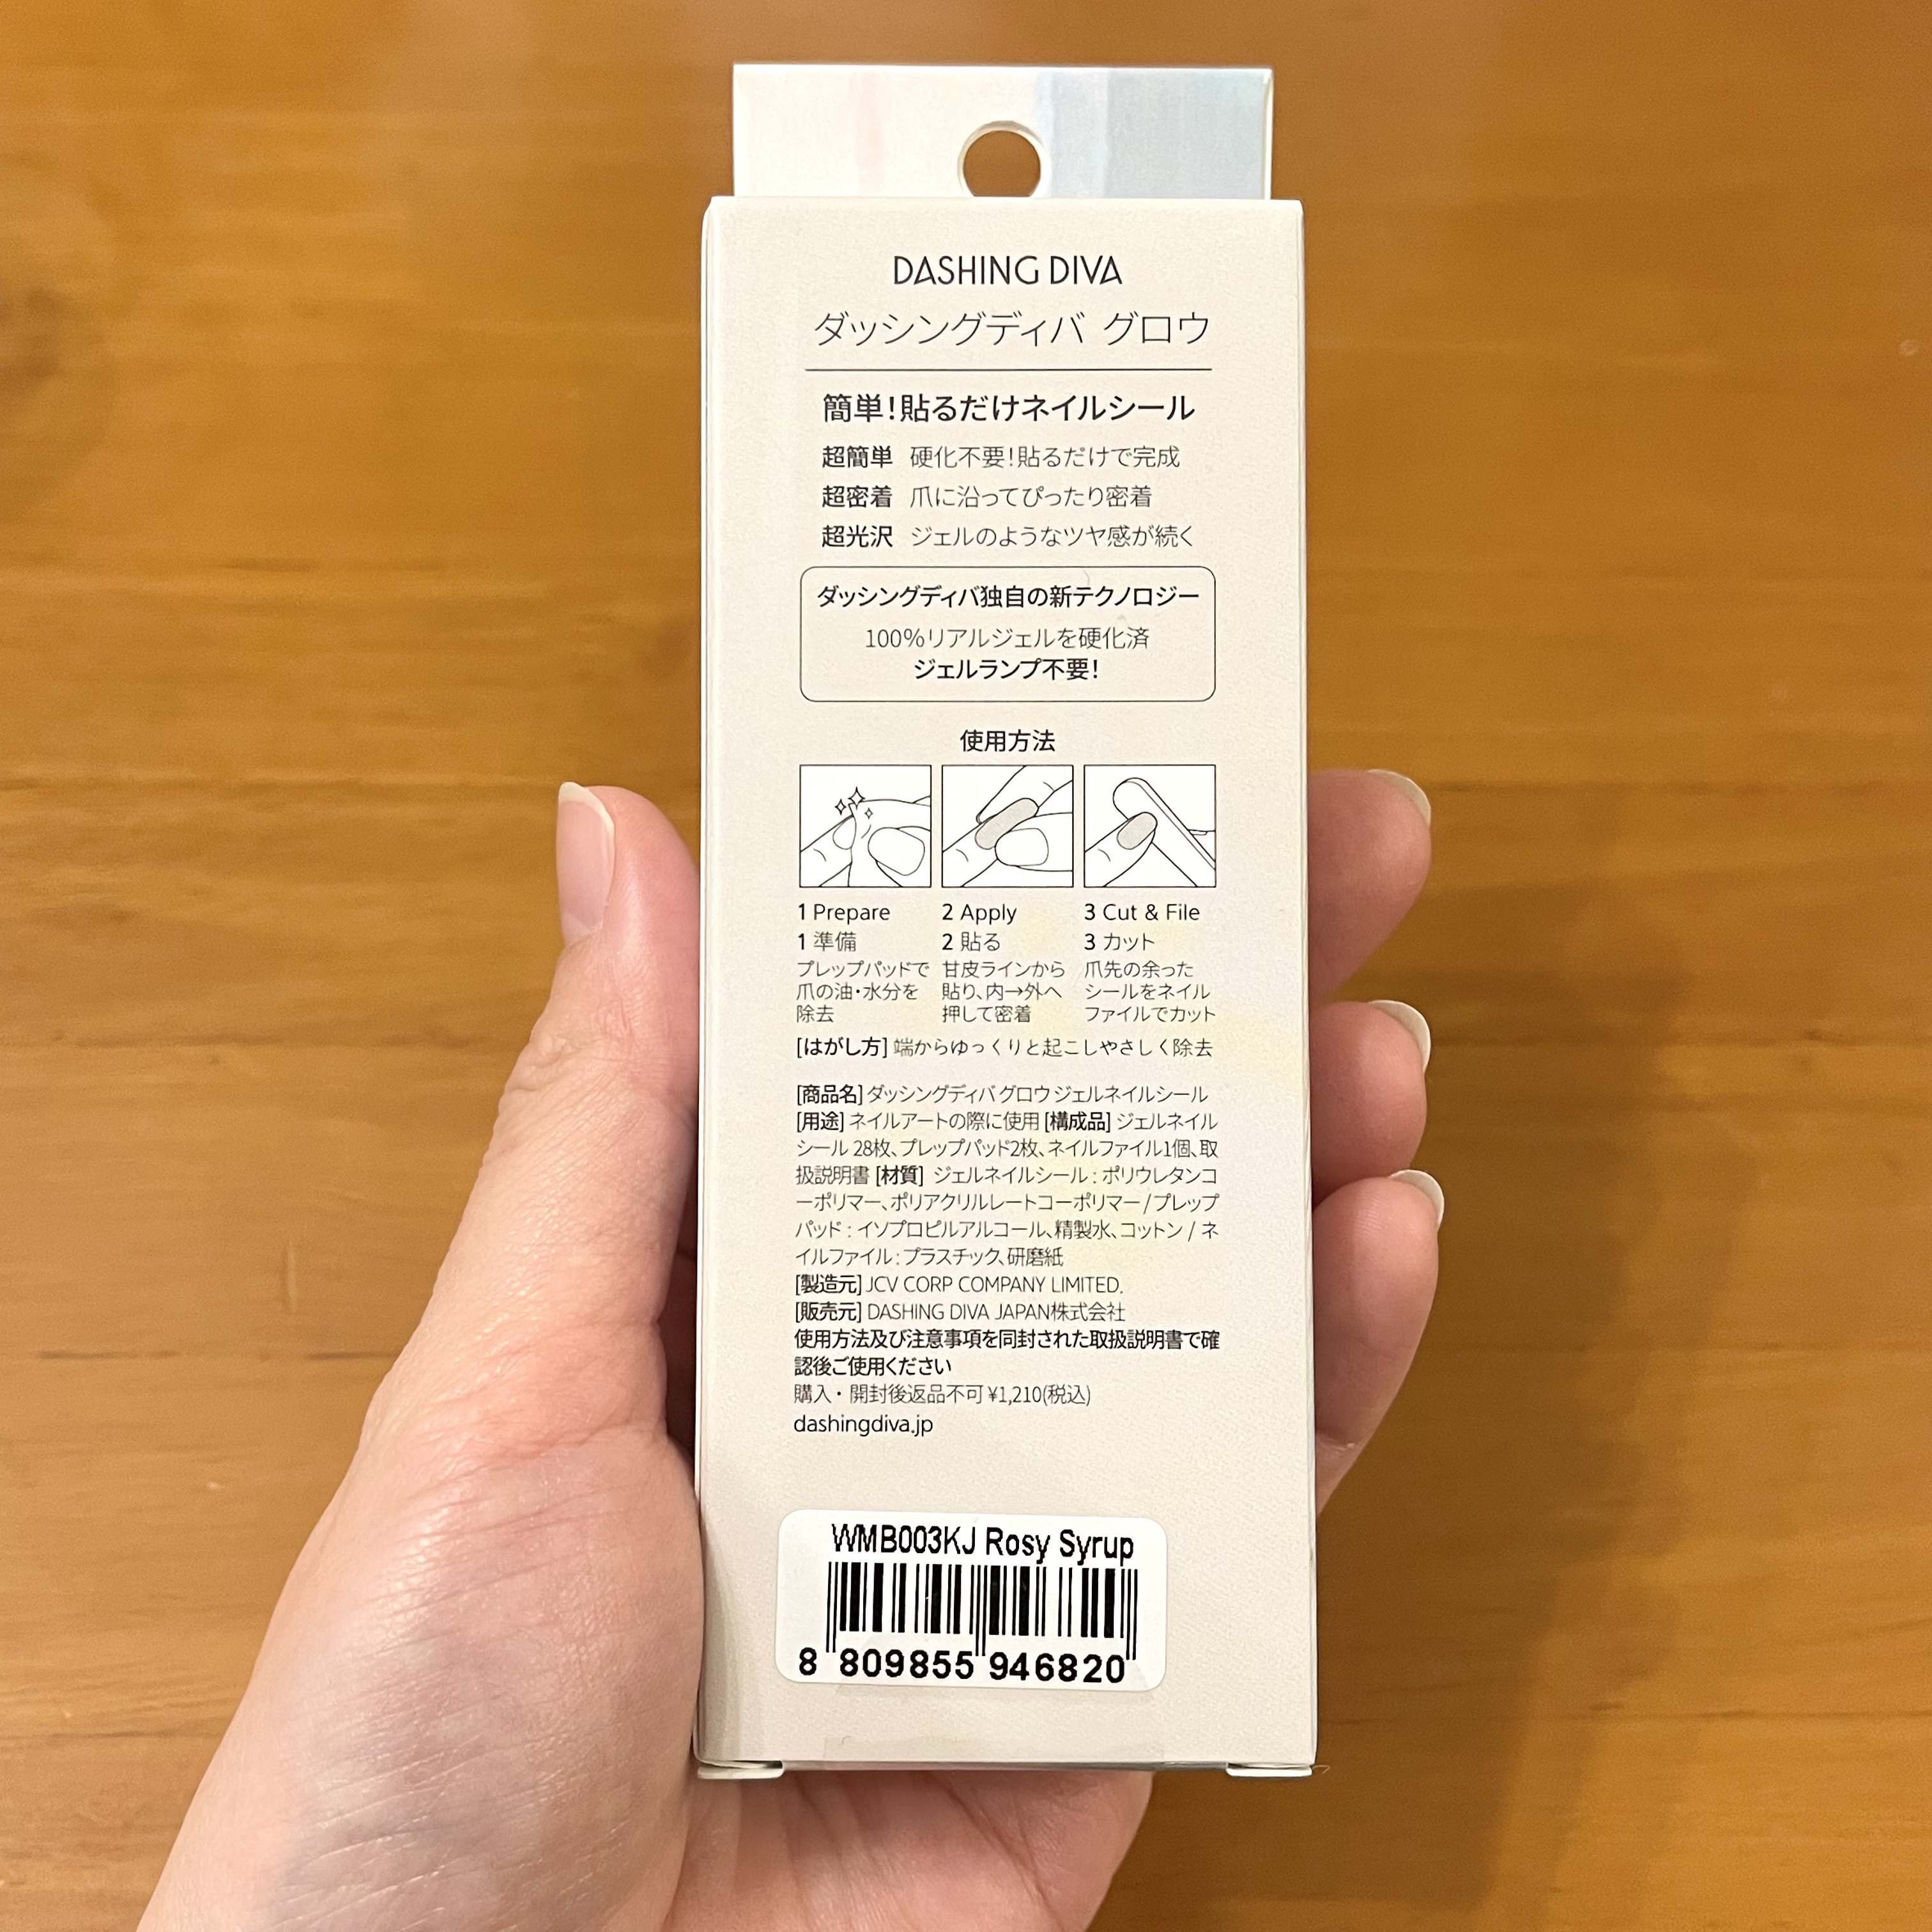 DASHING DIVA
ダッシングディバ グロウ
簡単!貼るだけネイルシール
超簡単 硬化不要!貼るだけで完成
超密着 爪に沿ってぴったり密着
超光沢 ジェルのようなツヤ感が続く
ダッシングディバ独自の新テクノロジー
100%リアルジェルを硬化済
ジェルランプ不要!
使用方法
1 Prepare
1 準備
プレップパッドで
爪の油・水分を
除去
2 Apply
2 貼る
甘皮ラインから
貼り、内→外へ
押して密着
3 Cut & File
3 カット
爪先の余った
シールをネイル
ファイルでカット
[はがし方] 端からゆっくりと起こしやさしく除去
[商品名] ダッシングディバ グロウ ジェルネイルシール
[用途] ネイルアートの際に使用 [構成品] ジェルネイル
シール 28枚、プレップパッド2枚、ネイルファイル1個、取
扱説明書 [材質] ジェルネイルシール : ポリウレタンコ
ーポリマー、ポリアクリルレートコーポリマー / プレップ
パッド : イソプロピルアルコール、精製水、コットン / ネ
イルファイル : プラスチック、研磨紙
[製造元] JCV CORP COMPANY LIMITED.
[販売元] DASHING DIVA JAPAN株式会社
使用方法及び注意事項を同封された取扱説明書で確
認後ご使用ください
購入・開封後返品不可 ¥1,210(税込)
dashingdiva.jp
WMB003KJ Rosy Syrup
8 809855 946820